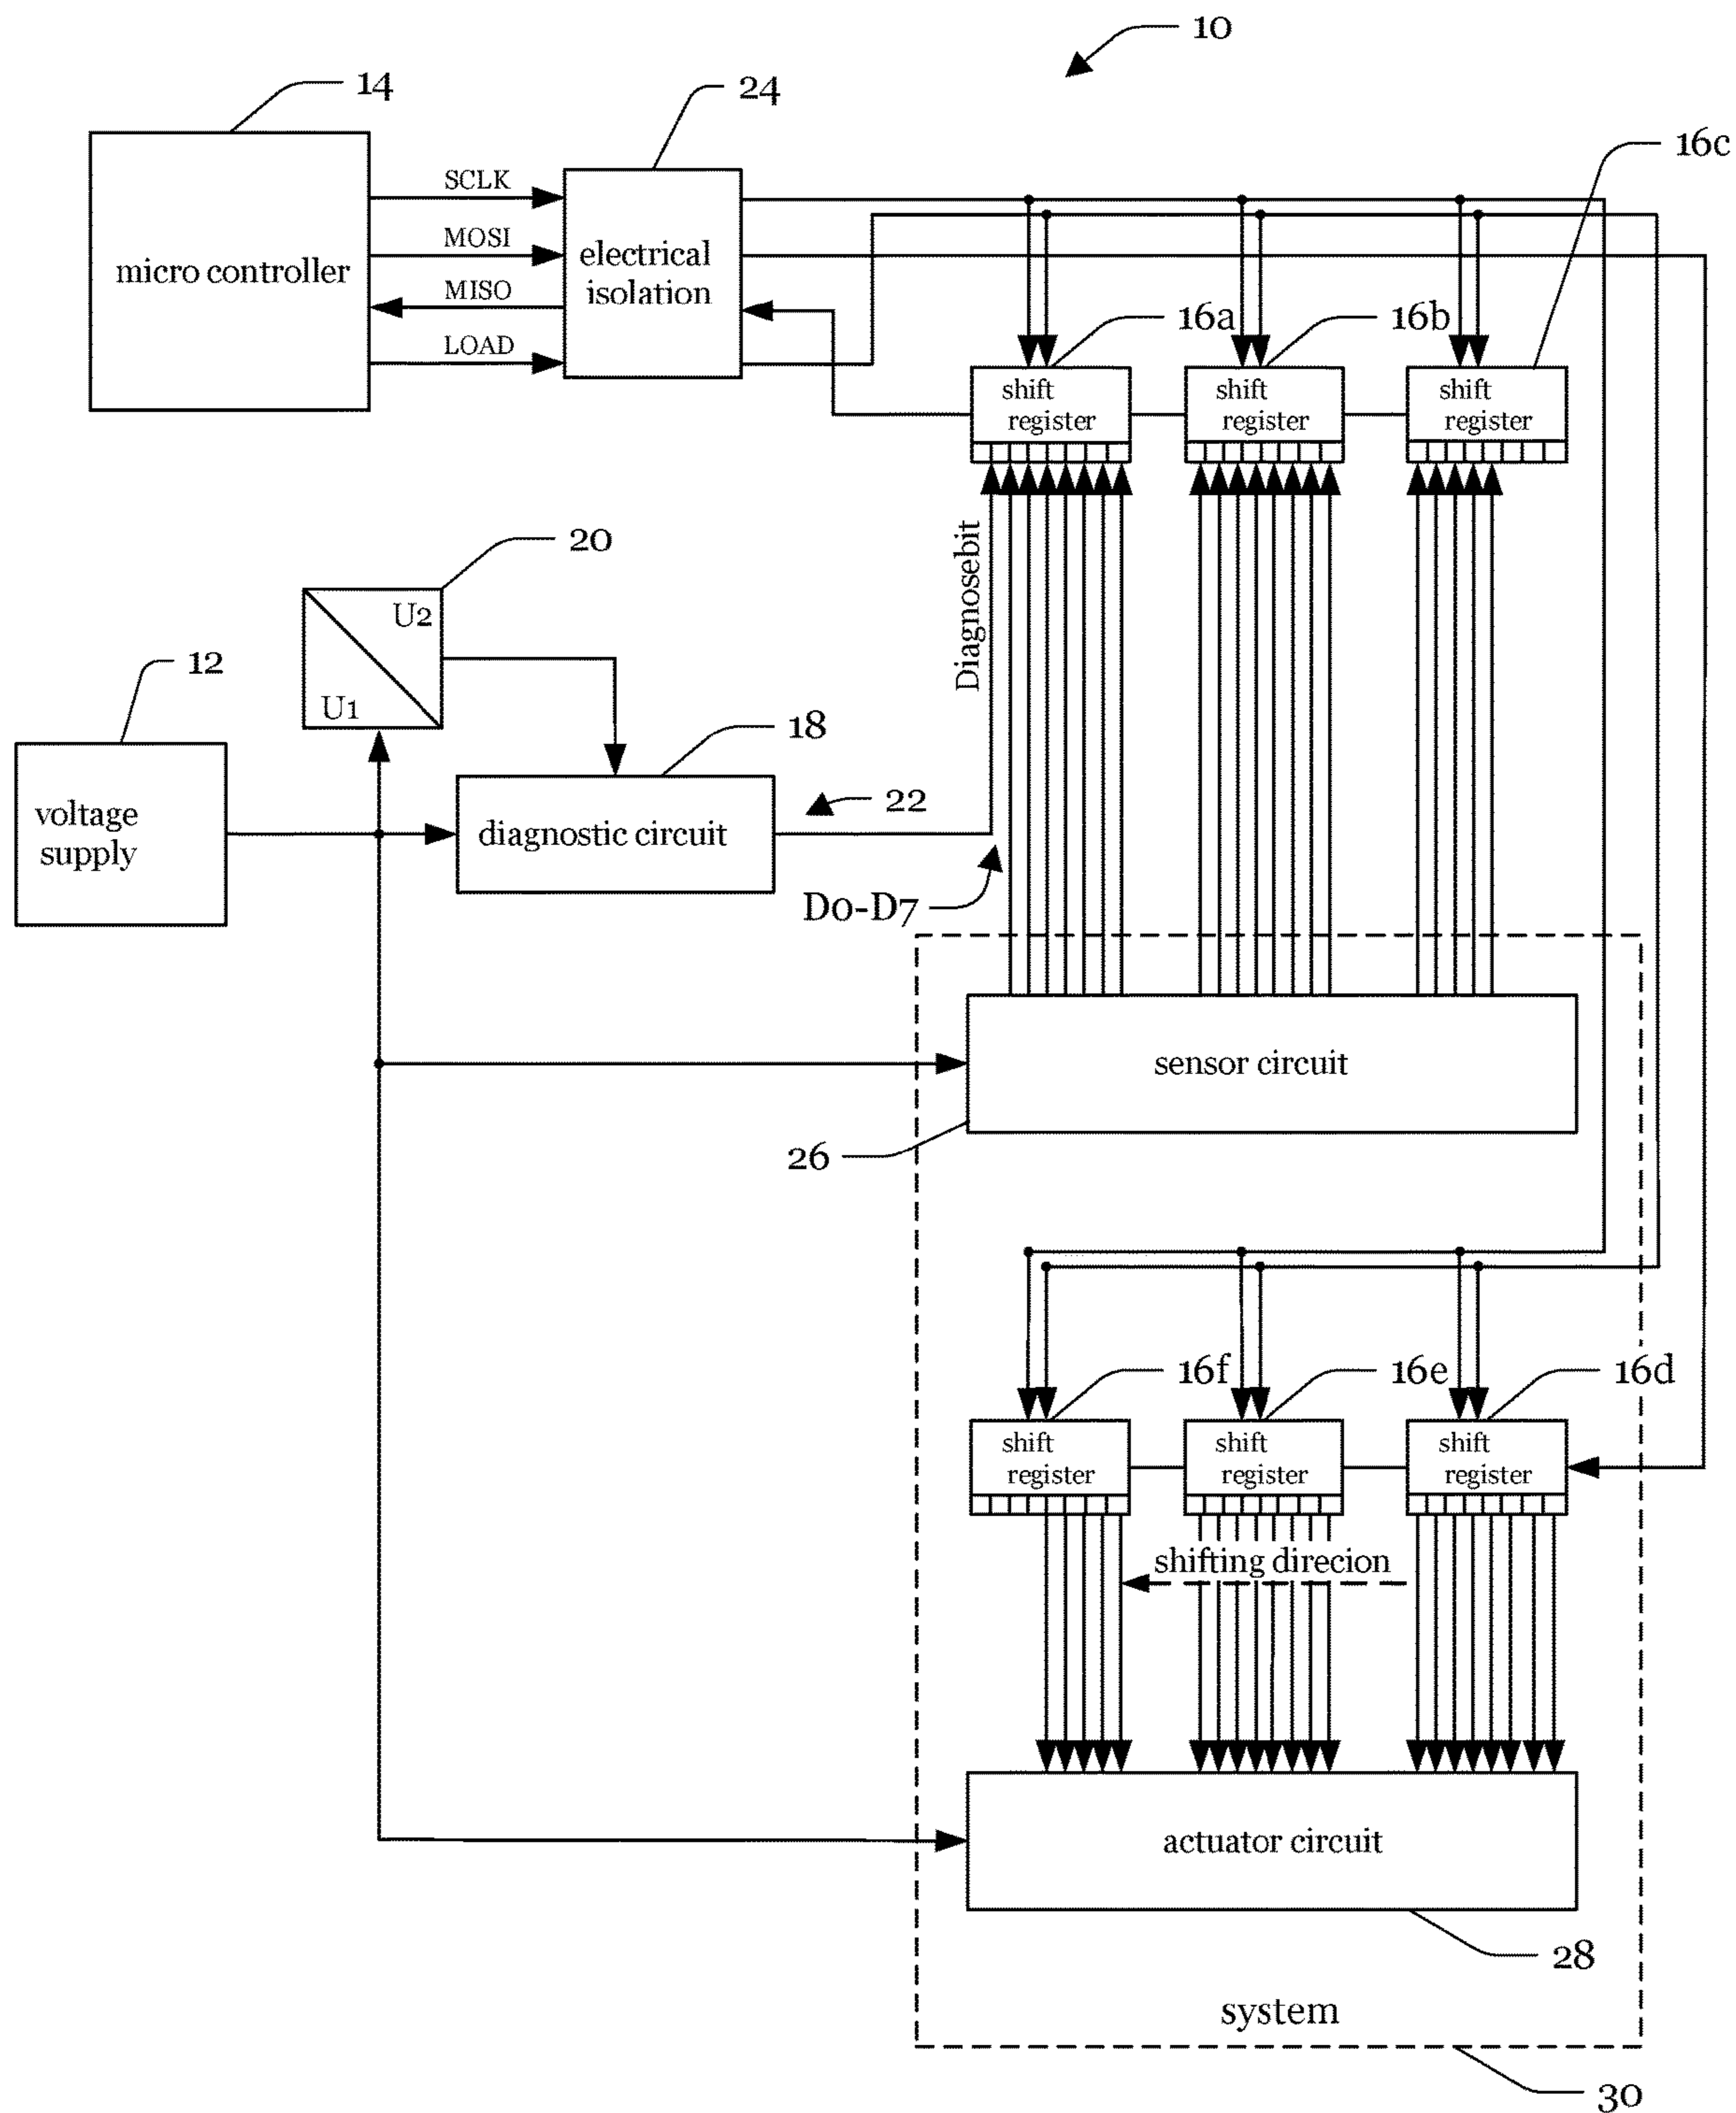 10
14
24
16c
SCLK
MOSI
MISO
LOAD
micro controller
electrical
isolation
16a
16b
shift
register
shift
register
shift
register
Diagnosebit
20
U2
U1
12
18
22
voltage
supply
diagnostic circuit
D0-D7
sensor circuit
26
16f
16e
16d
shift
register
shift
register
shift
register
shifting direcion
actuator circuit
28
system
30